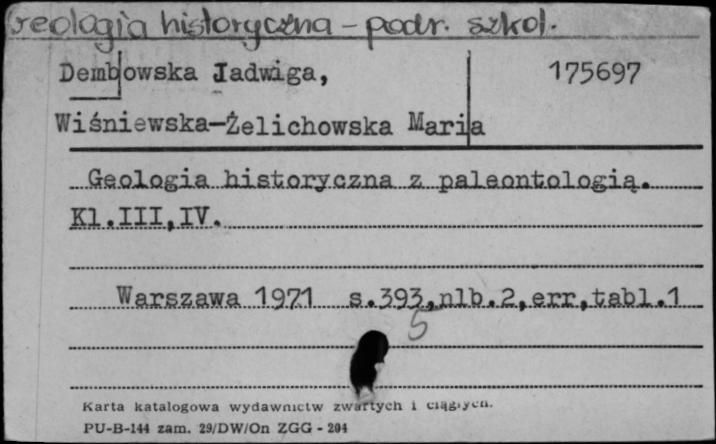 Geologia historyczna - podr. szkol.
Dembowska Jadwiga, 175697
Wiśniewska-Żelichowska Maria
Geologia historyczna z paleontologią.
Kl.III,IV.
Warszawa 1971 s.393,nlb.2,err,tabl.1
5
Karta katalogowa wydawnictw zwartych i ciągłych.
PU-B-144 zam. 29/DW/On ZGG - 204